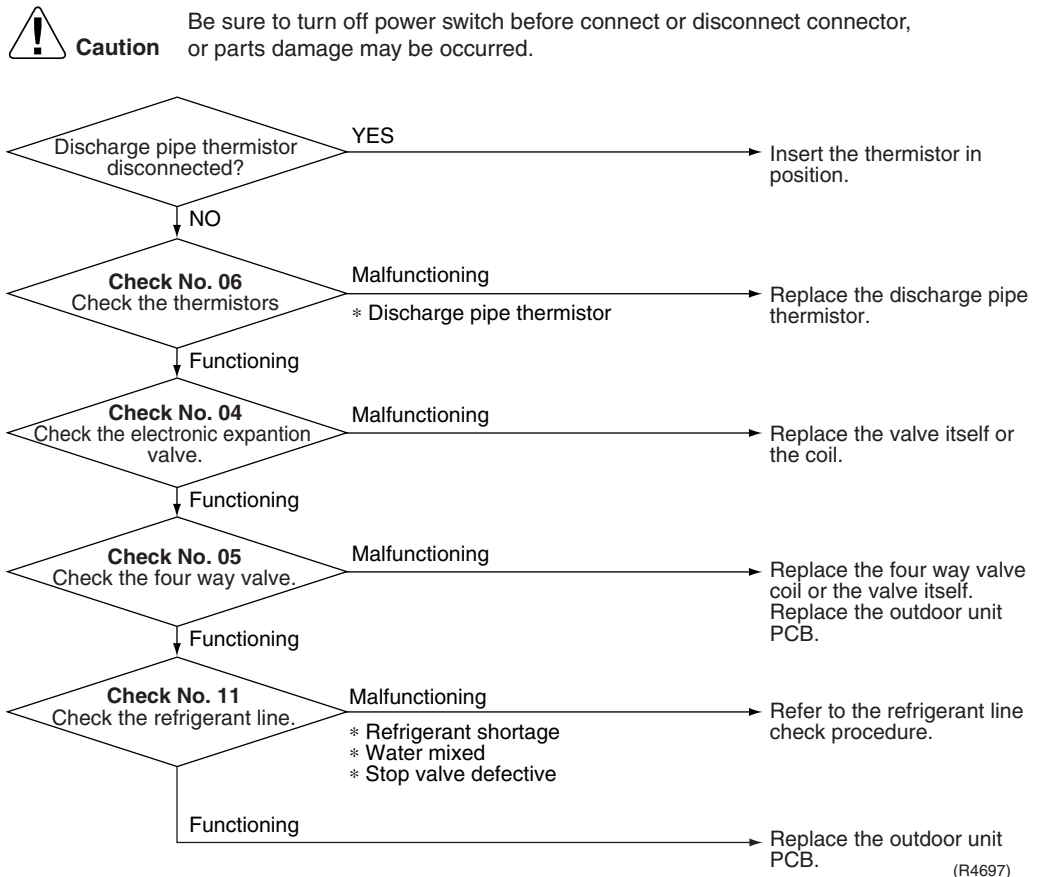 Caution
Be sure to turn off power switch before connect or disconnect connector,
or parts damage may be occurred.
Discharge pipe thermistor
disconnected?
YES
Insert the thermistor in
position.
NO
Check No. 06
Check the thermistors
Malfunctioning
∗ Discharge pipe thermistor
Replace the discharge pipe
thermistor.
Functioning
Check No. 04
Check the electronic expantion
valve.
Malfunctioning
Replace the valve itself or
the coil.
Functioning
Check No. 05
Check the four way valve.
Malfunctioning
Replace the four way valve
coil or the valve itself.
Replace the outdoor unit
PCB.
Functioning
Check No. 11
Check the refrigerant line.
Malfunctioning
∗ Refrigerant shortage
∗ Water mixed
∗ Stop valve defective
Refer to the refrigerant line
check procedure.
Functioning
Replace the outdoor unit
PCB.
(R4697)